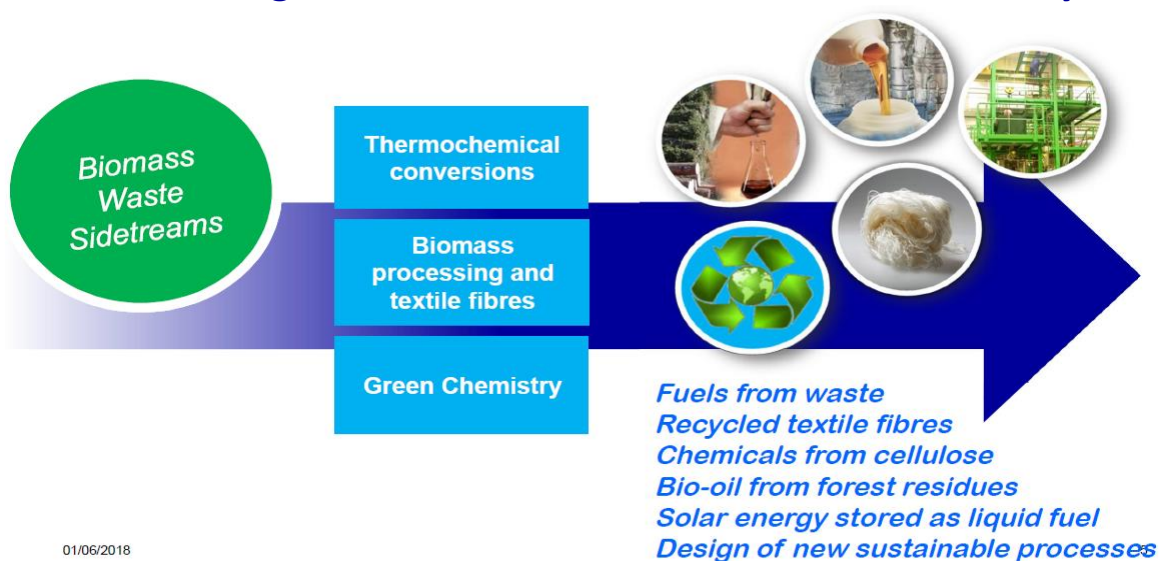 Biomass
Waste
Sidetreams
Thermochemical
conversions
Biomass
processing and
textile fibres
Green Chemistry
Fuels from waste
Recycled textile fibres
Chemicals from cellulose
Bio-oil from forest residues
Solar energy stored as liquid fuel
Design of new sustainable processes
01/06/2018